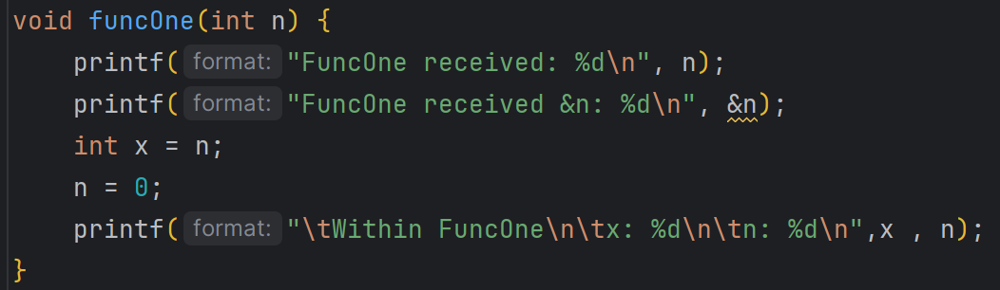 void funcOne(int n) {
    printf( format: "FuncOne received: %d\n", n);
    printf( format: "FuncOne received &n: %d\n", &n);
    int x = n;
    n = 0;
    printf( format: "\tWithin FuncOne\n\tx: %d\n\tn: %d\n",x , n);
}